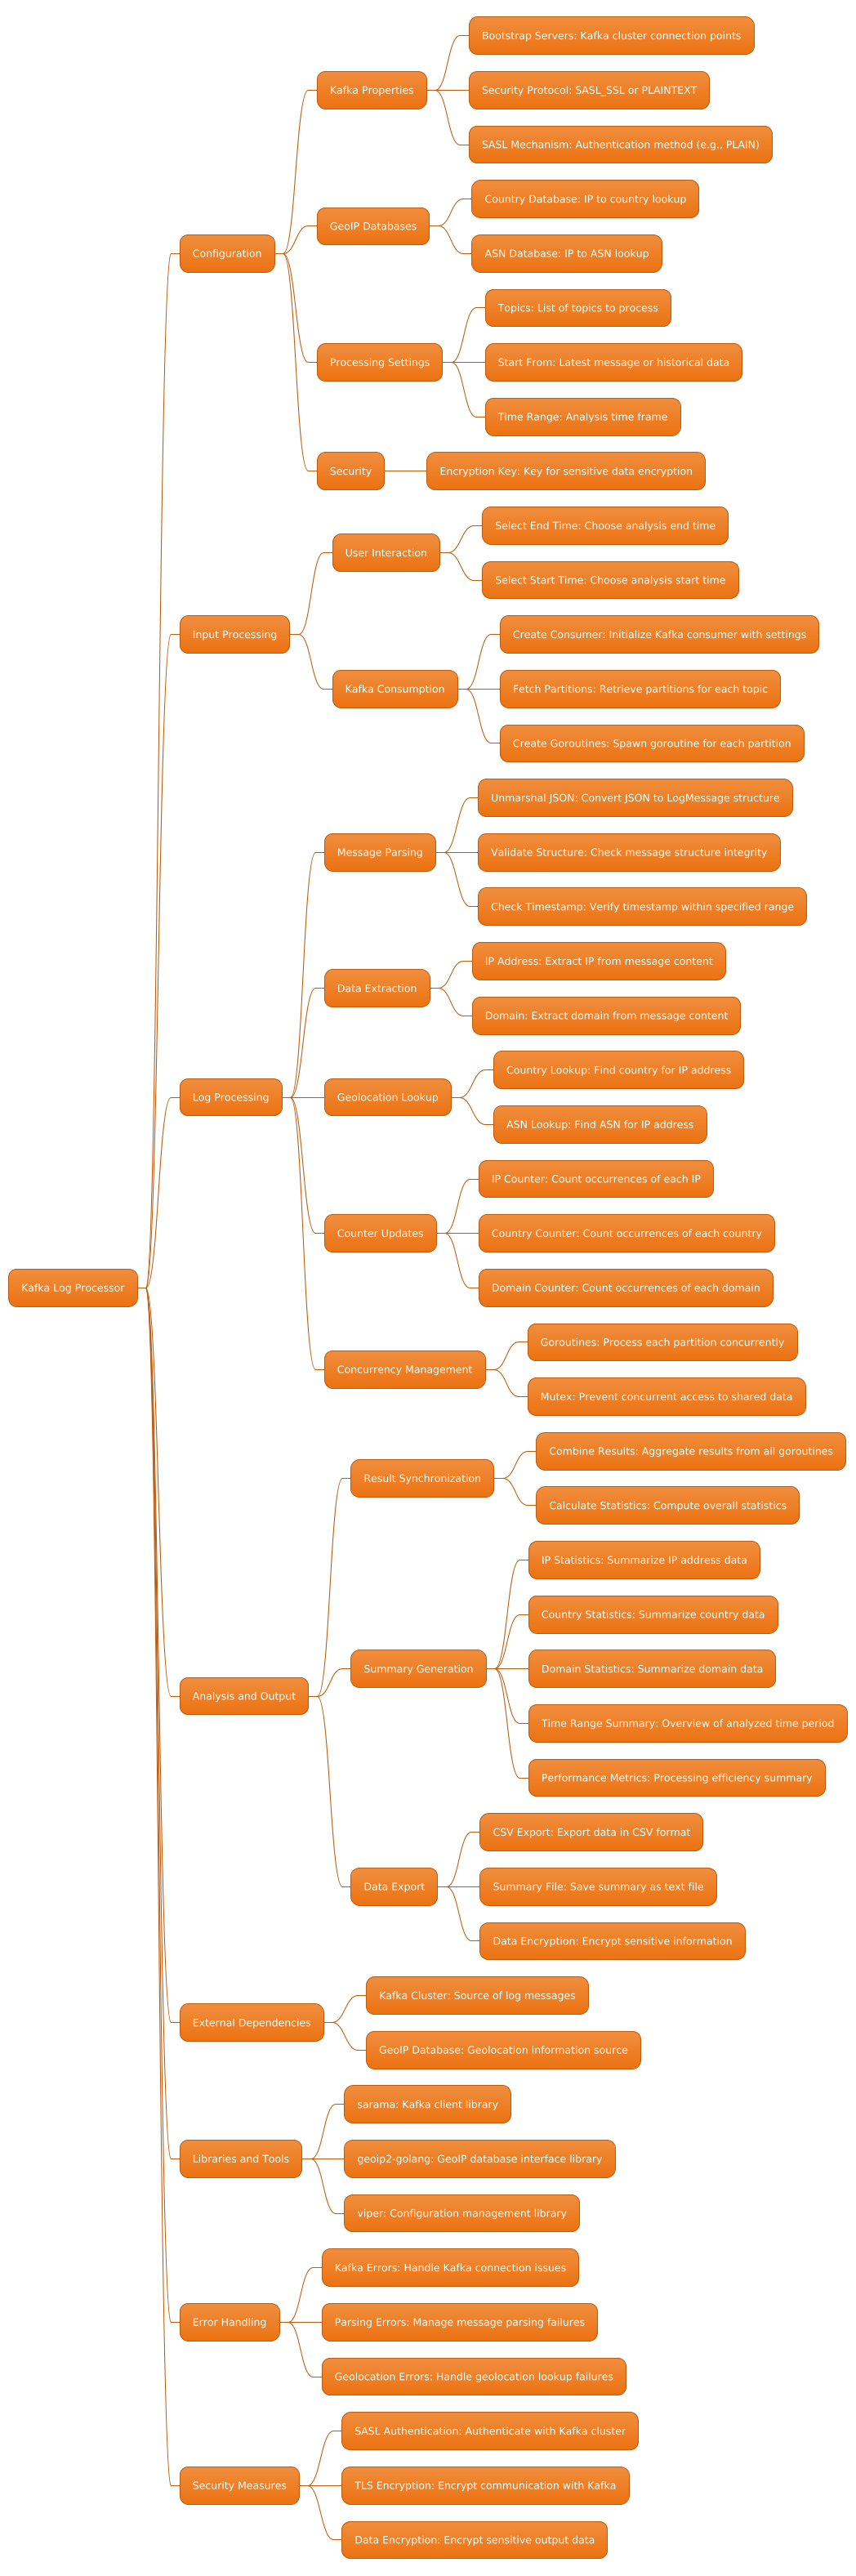 Kafka Log Processor
Configuration
Kafka Properties
Bootstrap Servers: Kafka cluster connection points
Security Protocol: SASL_SSL or PLAINTEXT
SASL Mechanism: Authentication method (e.g., PLAIN)
GeoIP Databases
Country Database: IP to country lookup
ASN Database: IP to ASN lookup
Processing Settings
Topics: List of topics to process
Start From: Latest message or historical data
Time Range: Analysis time frame
Security
Encryption Key: Key for sensitive data encryption
Input Processing
User Interaction
Select End Time: Choose analysis end time
Select Start Time: Choose analysis start time
Kafka Consumption
Create Consumer: Initialize Kafka consumer with settings
Fetch Partitions: Retrieve partitions for each topic
Create Goroutines: Spawn goroutine for each partition
Log Processing
Message Parsing
Unmarshal JSON: Convert JSON to LogMessage structure
Validate Structure: Check message structure integrity
Check Timestamp: Verify timestamp within specified range
Data Extraction
IP Address: Extract IP from message content
Domain: Extract domain from message content
Geolocation Lookup
Country Lookup: Find country for IP address
ASN Lookup: Find ASN for IP address
Counter Updates
IP Counter: Count occurrences of each IP
Country Counter: Count occurrences of each country
Domain Counter: Count occurrences of each domain
Concurrency Management
Goroutines: Process each partition concurrently
Mutex: Prevent concurrent access to shared data
Analysis and Output
Result Synchronization
Combine Results: Aggregate results from all goroutines
Calculate Statistics: Compute overall statistics
Summary Generation
IP Statistics: Summarize IP address data
Country Statistics: Summarize country data
Domain Statistics: Summarize domain data
Time Range Summary: Overview of analyzed time period
Performance Metrics: Processing efficiency summary
Data Export
CSV Export: Export data in CSV format
Summary File: Save summary as text file
Data Encryption: Encrypt sensitive information
External Dependencies
Kafka Cluster: Source of log messages
GeoIP Database: Geolocation information source
Libraries and Tools
sarama: Kafka client library
geoip2-golang: GeoIP database interface library
viper: Configuration management library
Error Handling
Kafka Errors: Handle Kafka connection issues
Parsing Errors: Manage message parsing failures
Geolocation Errors: Handle geolocation lookup failures
Security Measures
SASL Authentication: Authenticate with Kafka cluster
TLS Encryption: Encrypt communication with Kafka
Data Encryption: Encrypt sensitive output data